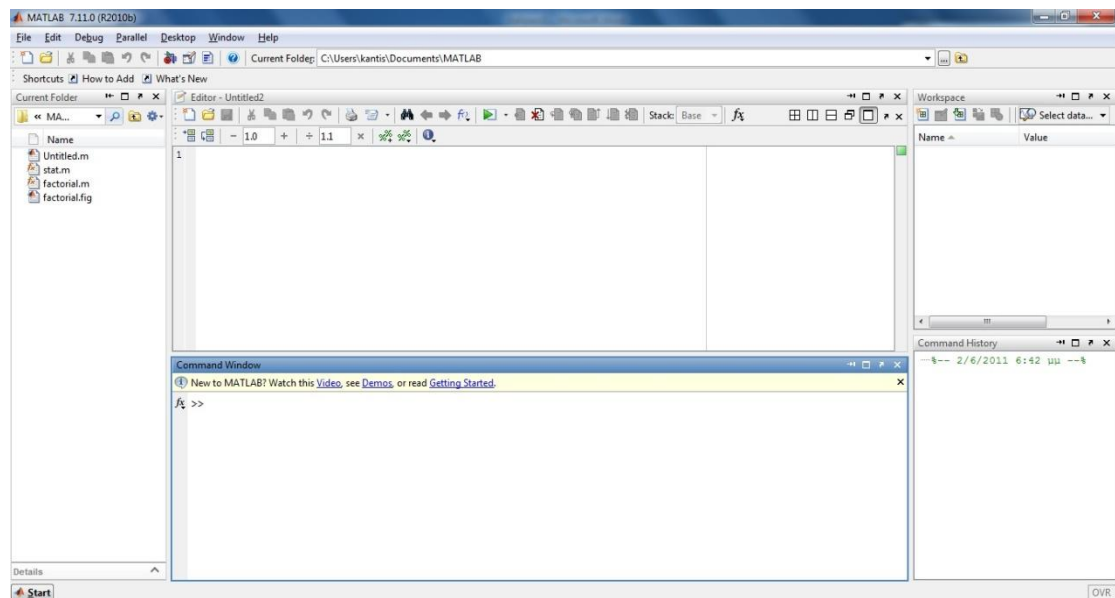 MATLAB 7.11.0 (R2010b)
File Edit Debug Parallel Desktop Window Help
Current Folder: C:\Users\kantis\Documents\MATLAB
Shortcuts How to Add What's New
Current Folder
« MA...
Name
Untitled.m
stat.m
factorial.m
factorial.fig
Details
Editor - Untitled2
Stack: Base fx
- 1.0 + ÷ 1.1 ×
1
Command Window
New to MATLAB? Watch this Video, see Demos, or read Getting Started.
fx >>
Workspace
Select data...
Name Value
Command History
%-- 2/6/2011 6:42 μμ --%
Start
OVR